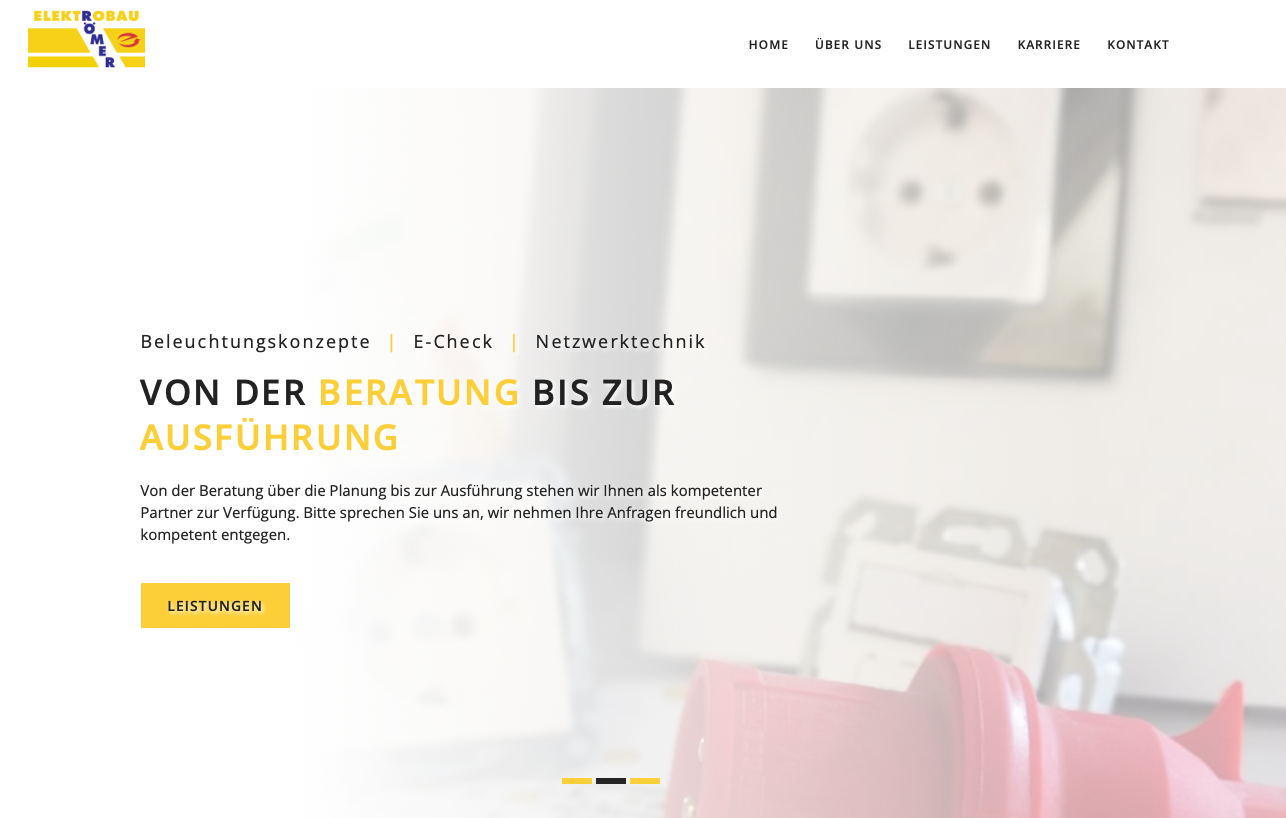 ELEKTROBAU
RÖMER
HOME ÜBER UNS LEISTUNGEN KARRIERE KONTAKT
Beleuchtungskonzepte | E-Check | Netzwerktechnik
VON DER BERATUNG BIS ZUR
AUSFÜHRUNG
Von der Beratung über die Planung bis zur Ausführung stehen wir Ihnen als kompetenter
Partner zur Verfügung. Bitte sprechen Sie uns an, wir nehmen Ihre Anfragen freundlich und
kompetent entgegen.
LEISTUNGEN